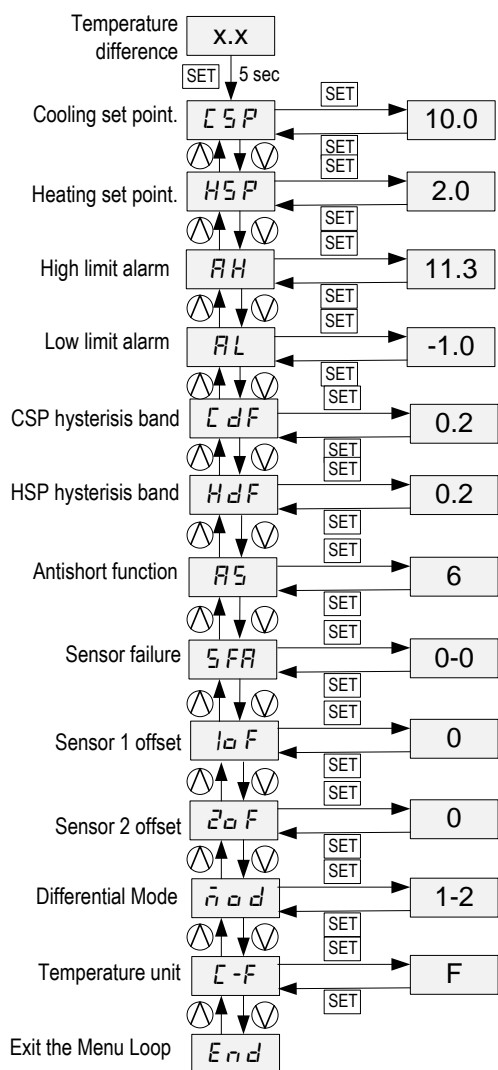 Temperature
difference
x.x
SET 5 sec
Cooling set point. CSP SET 10.0
SET
Heating set point. HSP SET 2.0
SET
High limit alarm AH SET 11.3
SET
Low limit alarm AL SET -1.0
SET
CSP hysterisis band CdF SET 0.2
SET
HSP hysterisis band HdF SET 0.2
SET
Antishort function AS SET 6
SET
Sensor failure SFA SET 0-0
SET
Sensor 1 offset 1oF SET 0
SET
Sensor 2 offset 2oF SET 0
SET
Differential Mode mod SET 1-2
SET
Temperature unit C-F SET F
SET
Exit the Menu Loop End